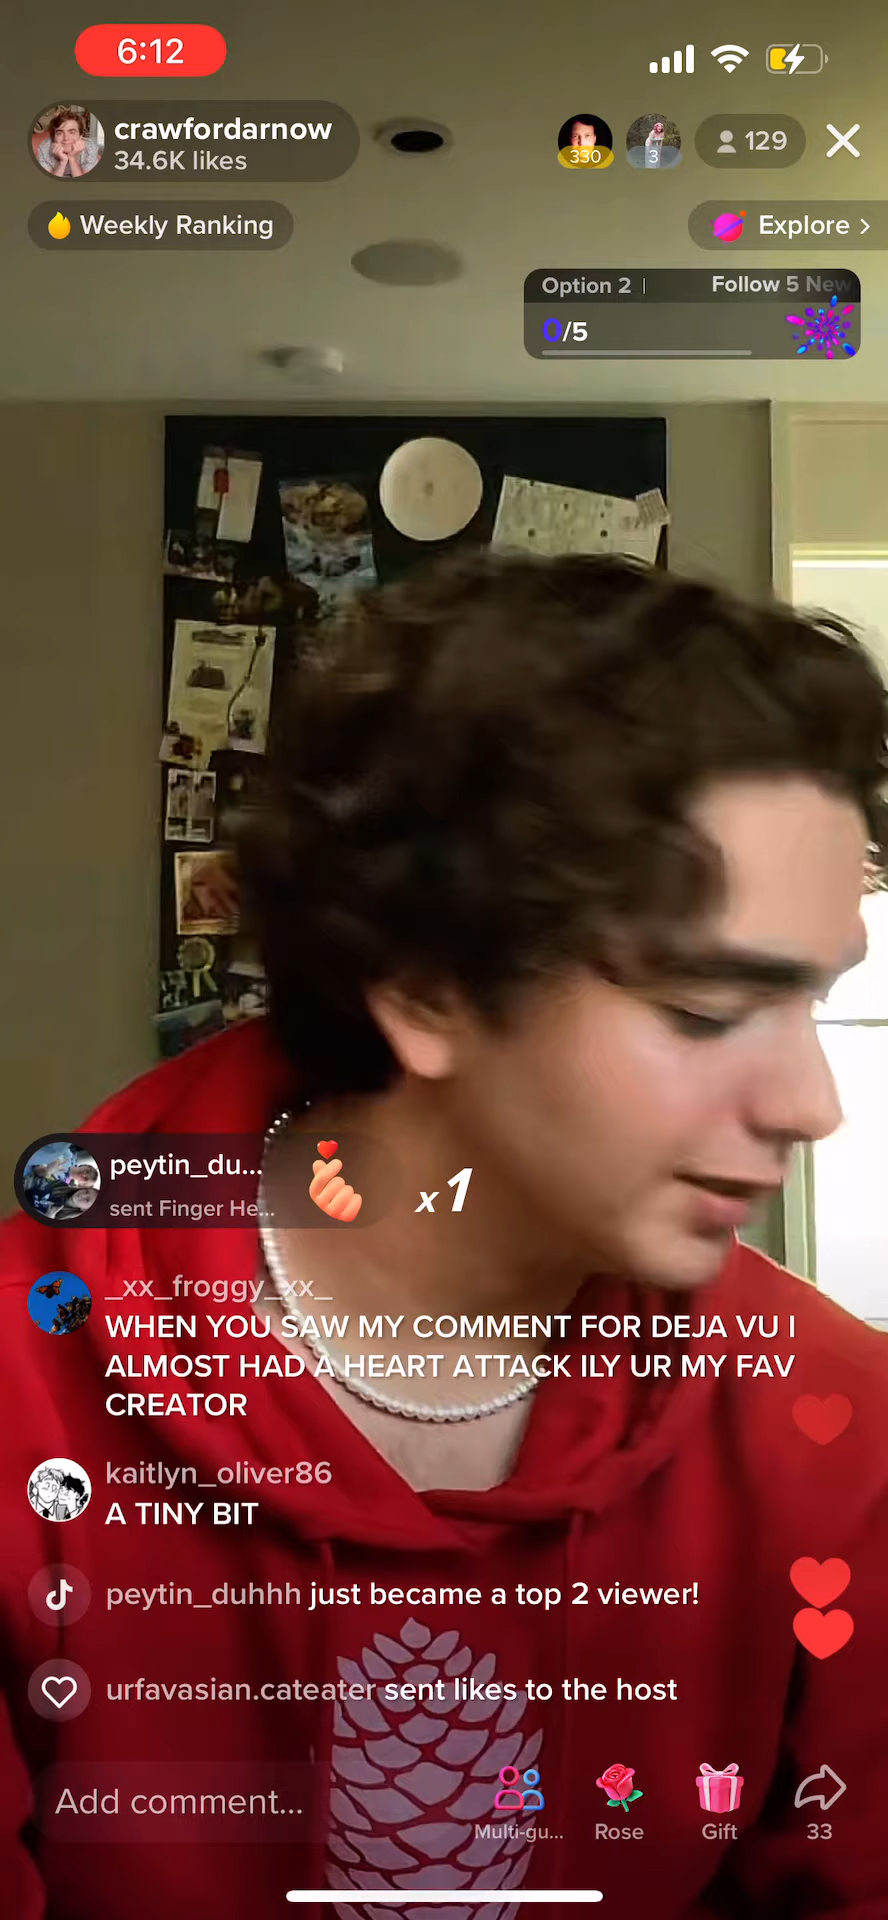 6:12
crawfordarnow
34.6K likes
330
3
129
Weekly Ranking
Explore
Option 2
Follow 5 New
0/5
peytin_du...
sent Finger He...
x1
_xx_froggy_xx_
WHEN YOU SAW MY COMMENT FOR DEJA VU I
ALMOST HAD A HEART ATTACK ILY UR MY FAV
CREATOR
kaitlyn_oliver86
A TINY BIT
peytin_duhhh just became a top 2 viewer!
urfavasian.cateater sent likes to the host
Add comment...
Multi-gu...
Rose
Gift
33